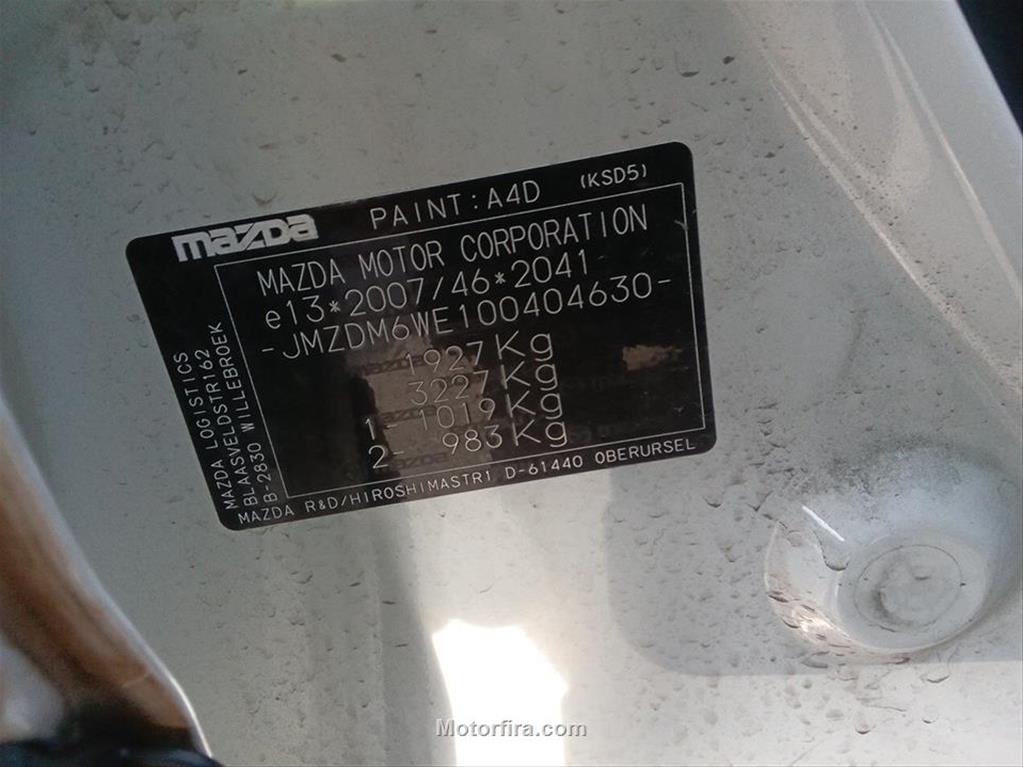 mazda PAINT:A4D (KSD5)
MAZDA MOTOR CORPORATION
e13*2007/46*2041
-JMZDM6WE100404630-
1927Kg
3227Kg
1- 1019Kg
2- 983Kg
MAZDA LOGISTICS
BLAASVELDSTR162
B-2830 WILLEBROEK
MAZDA R&D/HIROSHIMASTR1 D-61440 OBERURSEL
Motorfira.com